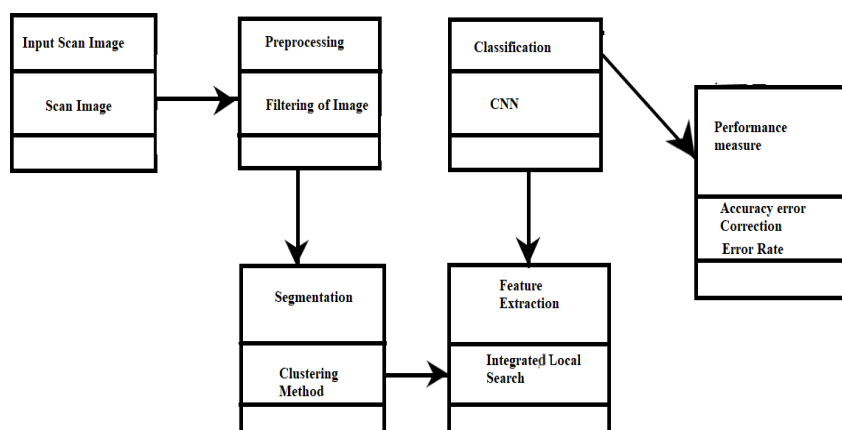 Input Scan Image
Scan Image
Preprocessing
Filtering of Image
Classification
CNN
Performance
measure
Accuracy error
Correction
Error Rate
Segmentation
Clustering
Method
Feature
Extraction
Integrated Local
Search